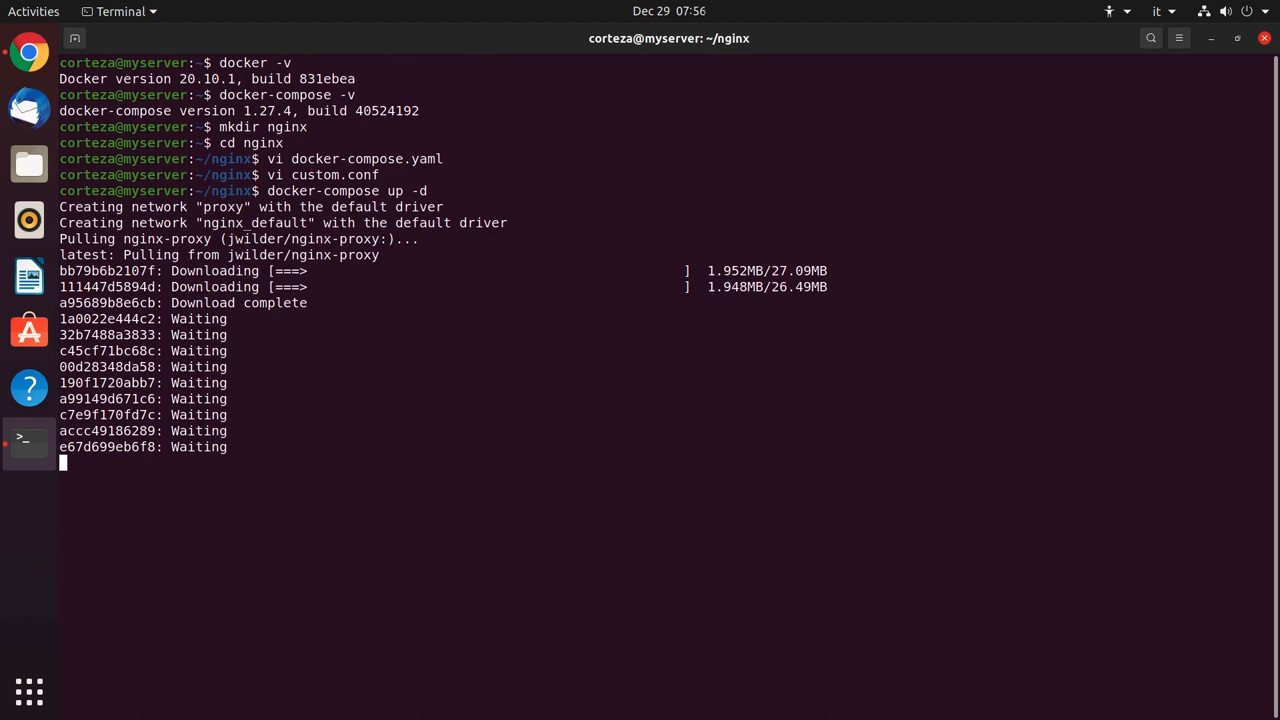 Activities
Terminal
Dec 29 07:56
it
corteza@myserver: ~/nginx
corteza@myserver:~$ docker -v
Docker version 20.10.1, build 831ebea
corteza@myserver:~$ docker-compose -v
docker-compose version 1.27.4, build 40524192
corteza@myserver:~$ mkdir nginx
corteza@myserver:~$ cd nginx
corteza@myserver:~/nginx$ vi docker-compose.yaml
corteza@myserver:~/nginx$ vi custom.conf
corteza@myserver:~/nginx$ docker-compose up -d
Creating network "proxy" with the default driver
Creating network "nginx_default" with the default driver
Pulling nginx-proxy (jwilder/nginx-proxy:)...
latest: Pulling from jwilder/nginx-proxy
bb79b6b2107f: Downloading [===> ] 1.952MB/27.09MB
111447d5894d: Downloading [===> ] 1.948MB/26.49MB
a95689b8e6cb: Download complete
1a0022e444c2: Waiting
32b7488a3833: Waiting
c45cf71bc68c: Waiting
00d28348da58: Waiting
190f1720abb7: Waiting
a99149d671c6: Waiting
c7e9f170fd7c: Waiting
accc49186289: Waiting
e67d699eb6f8: Waiting